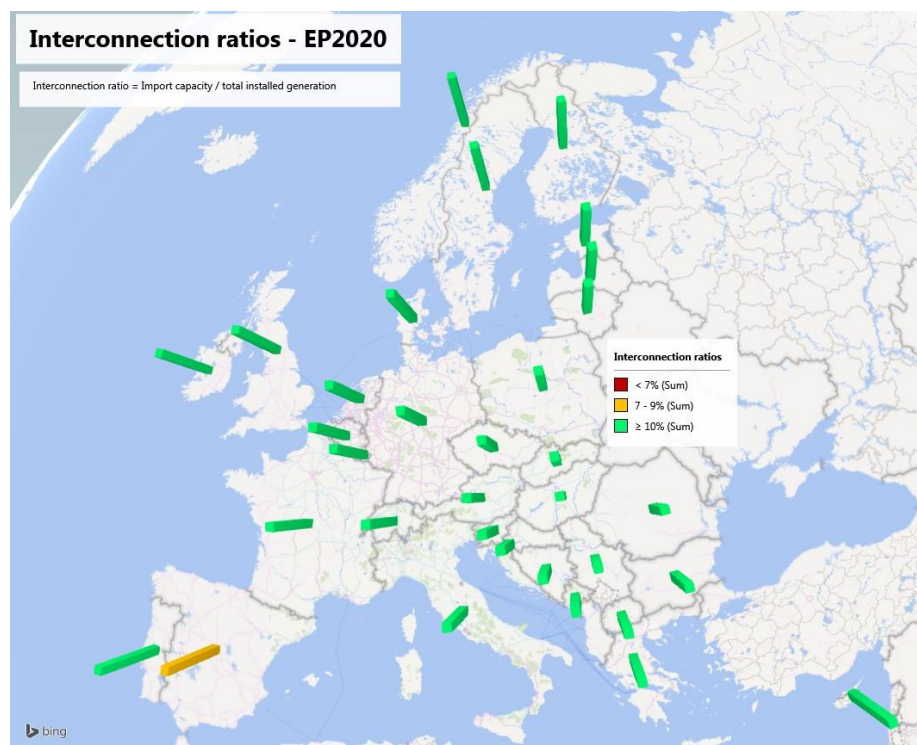 Interconnection ratios - EP2020
Interconnection ratio = Import capacity / total installed generation
Interconnection ratios
< 7% (Sum)
7 - 9% (Sum)
≥ 10% (Sum)
bing